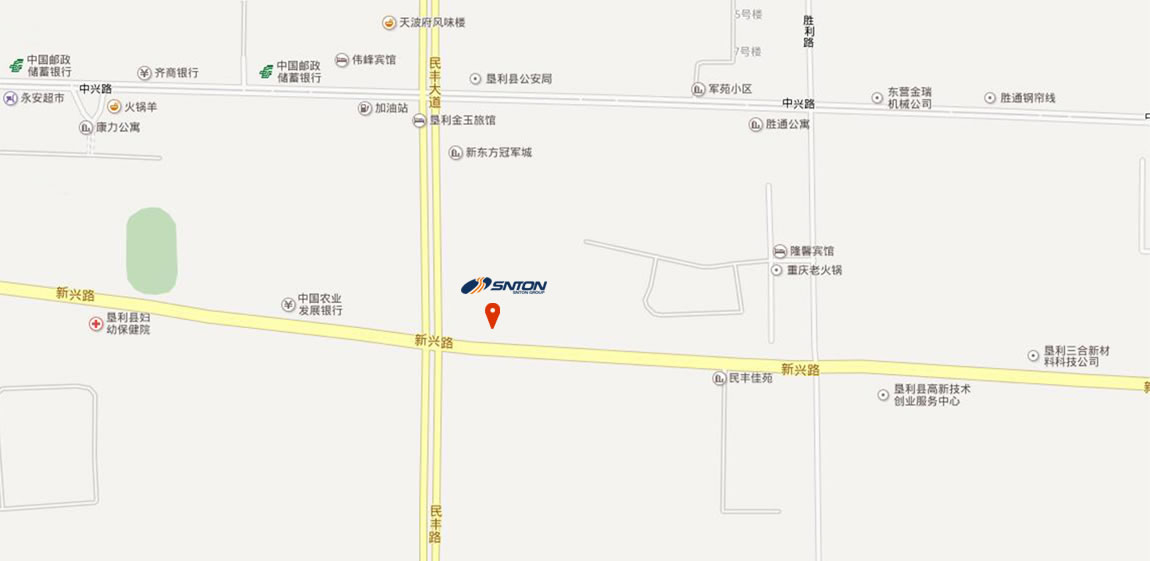 5号楼
天波府风味楼
胜利路
7号楼
中国邮政
储蓄银行
齐商银行
中国邮政
储蓄银行
伟峰宾馆
民丰大道
垦利县公安局
军苑小区
中兴路
永安超市
火锅羊
加油站
中兴路
东营金瑞
机械公司
胜通钢帘线
康力公寓
垦利金玉旅馆
胜通公寓
新东方冠军城
隆馨宾馆
重庆老火锅
SNTON
SNTON GROUP
新兴路
中国农业
发展银行
垦利县妇
幼保健院
新兴路
垦利三合新材
料科技公司
新兴路
民丰佳苑
垦利县高新技术
创业服务中心
民丰路